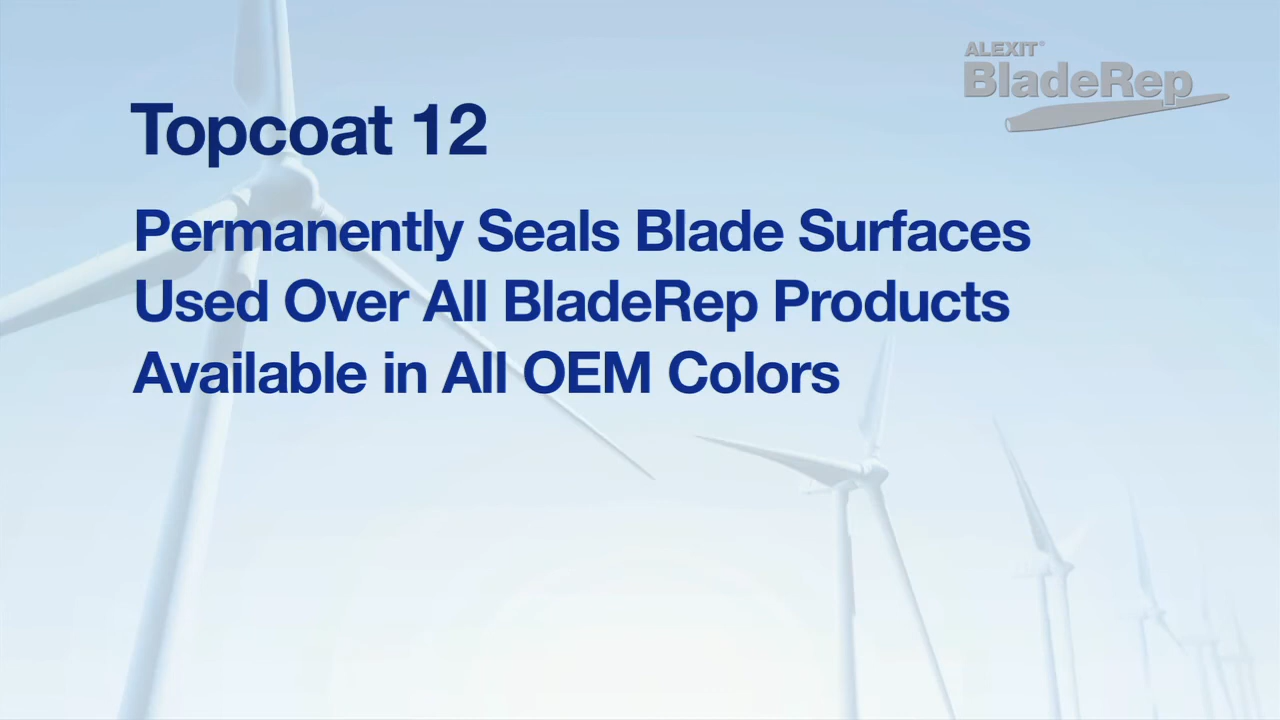 ALEXIT®
BladeRep
Topcoat 12
Permanently Seals Blade Surfaces
Used Over All BladeRep Products
Available in All OEM Colors